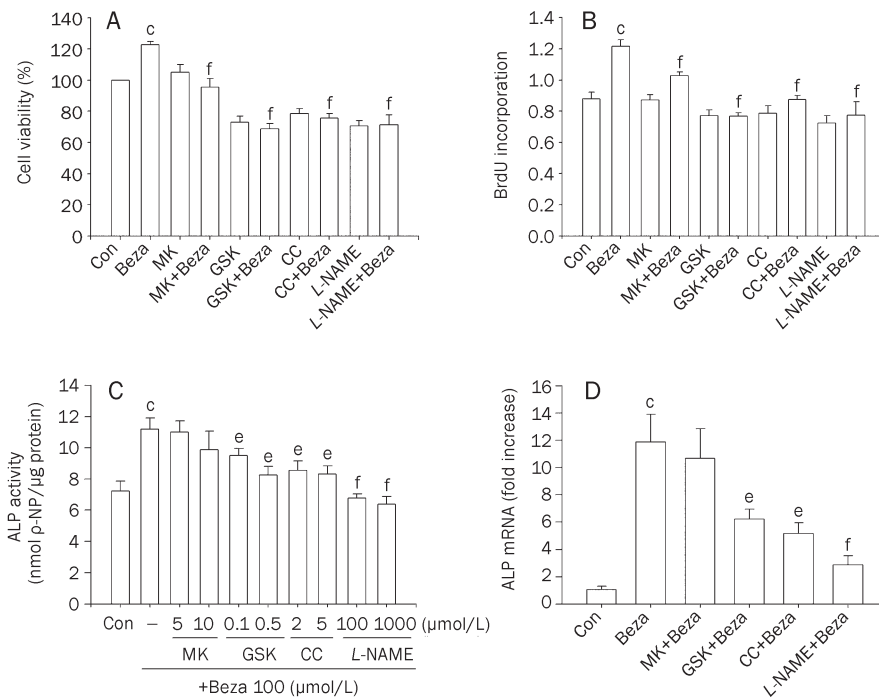 A
Cell viability (%)
140
120
100
80
60
40
20
0
c
f
f
f
f
Con
Beza
MK
MK+Beza
GSK
GSK+Beza
CC
CC+Beza
L-NAME
L-NAME+Beza
B
BrdU incorporation
1.4
1.2
1.0
0.8
0.6
0.4
0.2
0.0
c
f
f
f
f
Con
Beza
MK
MK+Beza
GSK
GSK+Beza
CC
CC+Beza
L-NAME
L-NAME+Beza
C
ALP activity
(nmol ρ-NP/µg protein)
14
12
10
8
6
4
2
0
c
e
e
e
e
f
f
Con – 5 10 0.1 0.5 2 5 100 1000 (µmol/L)
MK GSK CC L-NAME
+Beza 100 (µmol/L)
D
ALP mRNA (fold increase)
16
14
12
10
8
6
4
2
0
c
e
e
f
Con
Beza
MK+Beza
GSK+Beza
CC+Beza
L-NAME+Beza